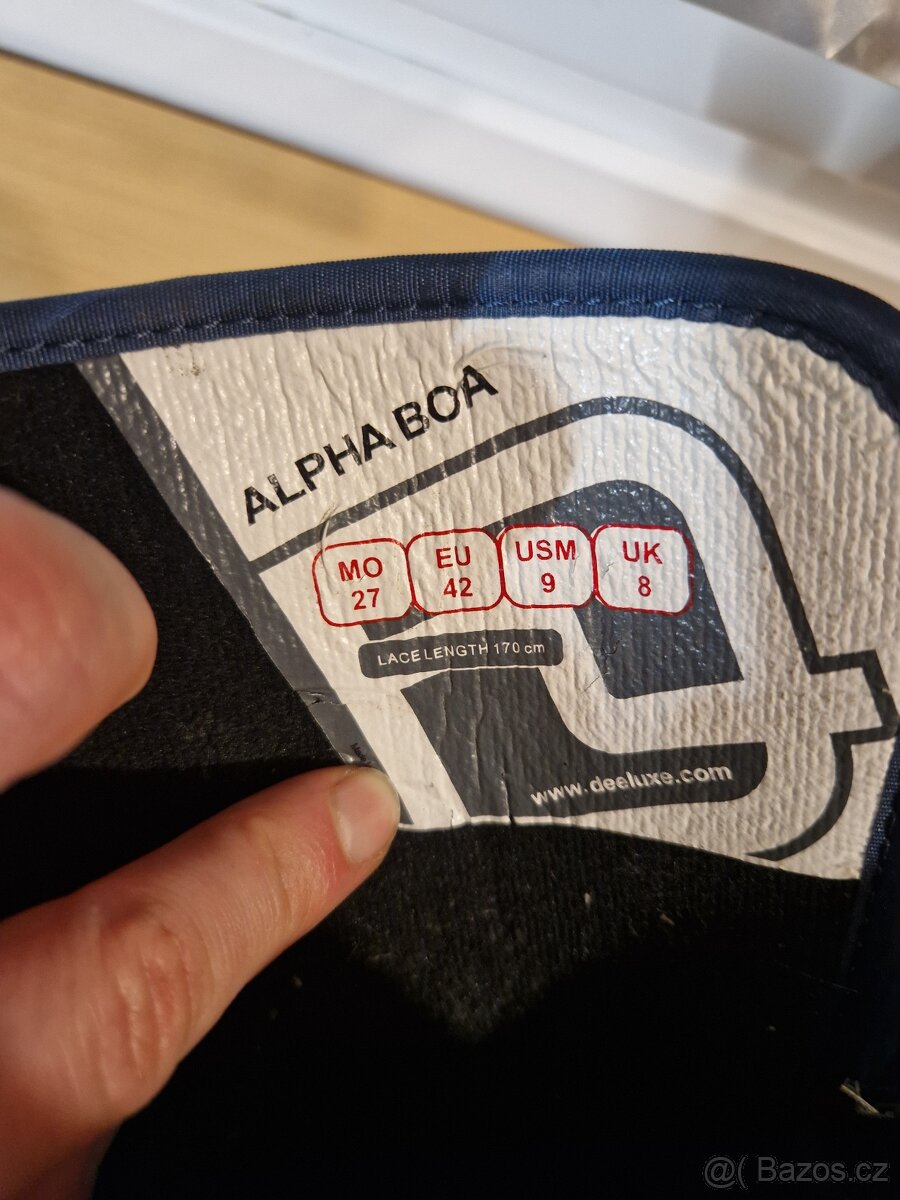 ALPHA BOA
MO EU USM UK
27 42 9 8
LACE LENGTH 170 cm
www.deeluxe.com
@( Bazos.cz